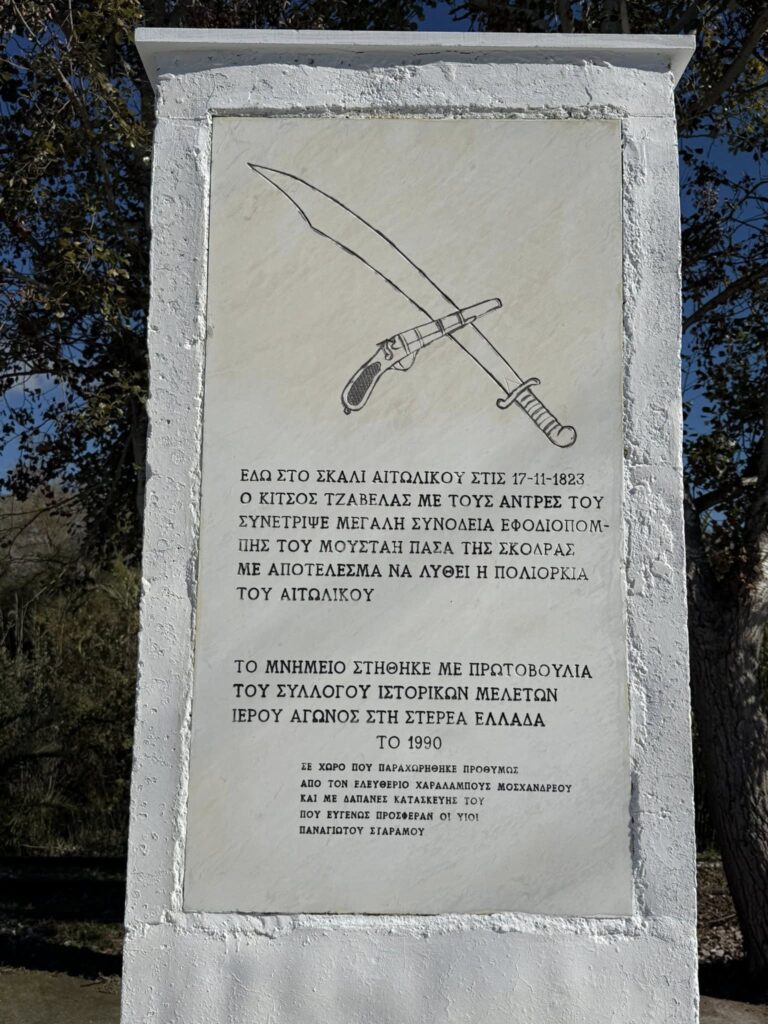 ΕΔΩ ΣΤΟ ΣΚΑΛΙ ΑΙΤΩΛΙΚΟΥ ΣΤΙΣ 17-11-1823
Ο ΚΙΤΣΟΣ ΤΖΑΒΕΛΑΣ ΜΕ ΤΟΥΣ ΑΝΤΡΕΣ ΤΟΥ
ΣΥΝΕΤΡΙΨΕ ΜΕΓΑΛΗ ΣΥΝΟΔΕΙΑ ΕΦΟΔΙΟΠΟΜ-
ΠΗΣ ΤΟΥ ΜΟΥΣΤΑΗ ΠΑΣΑ ΤΗΣ ΣΚΟΔΡΑΣ
ΜΕ ΑΠΟΤΕΛΕΣΜΑ ΝΑ ΛΥΘΕΙ Η ΠΟΛΙΟΡΚΙΑ
ΤΟΥ ΑΙΤΩΛΙΚΟΥ
ΤΟ ΜΝΗΜΕΙΟ ΣΤΗΘΗΚΕ ΜΕ ΠΡΩΤΟΒΟΥΛΙΑ
ΤΟΥ ΣΥΛΛΟΓΟΥ ΙΣΤΟΡΙΚΩΝ ΜΕΛΕΤΩΝ
ΙΕΡΟΥ ΑΓΩΝΟΣ ΣΤΗ ΣΤΕΡΕΑ ΕΛΛΑΔΑ
ΤΟ 1990
ΣΕ ΧΩΡΟ ΠΟΥ ΠΑΡΑΧΩΡΗΘΗΚΕ ΠΡΟΘΥΜΩΣ
ΑΠΟ ΤΟΝ ΕΛΕΥΘΕΡΙΟ ΧΑΡΑΛΑΜΠΟΥΣ ΜΟΣΧΑΝΔΡΕΟΥ
ΚΑΙ ΜΕ ΔΑΠΑΝΕΣ ΚΑΤΑΣΚΕΥΗΣ ΤΟΥ
ΠΟΥ ΕΥΓΕΝΩΣ ΠΡΟΣΦΕΡΑΝ ΟΙ ΥΙΟΙ
ΠΑΝΑΓΙΩΤΟΥ ΣΓΑΡΑΜΟΥ